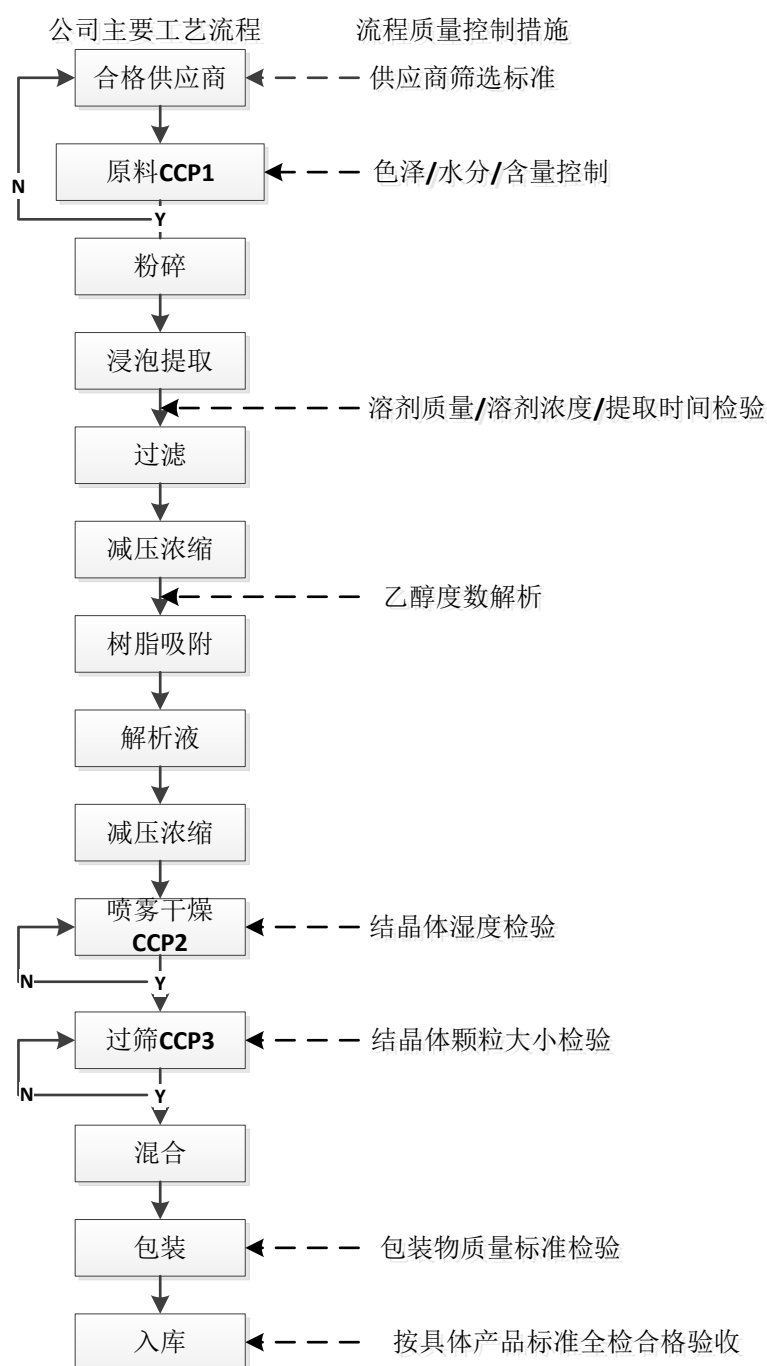 公司主要工艺流程 流程质量控制措施
合格供应商 供应商筛选标准
原料CCP1 色泽/水分/含量控制
N
Y
粉碎
浸泡提取
溶剂质量/溶剂浓度/提取时间检验
过滤
减压浓缩
乙醇度数解析
树脂吸附
解析液
减压浓缩
喷雾干燥
CCP2
结晶体湿度检验
N Y
过筛CCP3 结晶体颗粒大小检验
N Y
混合
包装 包装物质量标准检验
入库 按具体产品标准全检合格验收